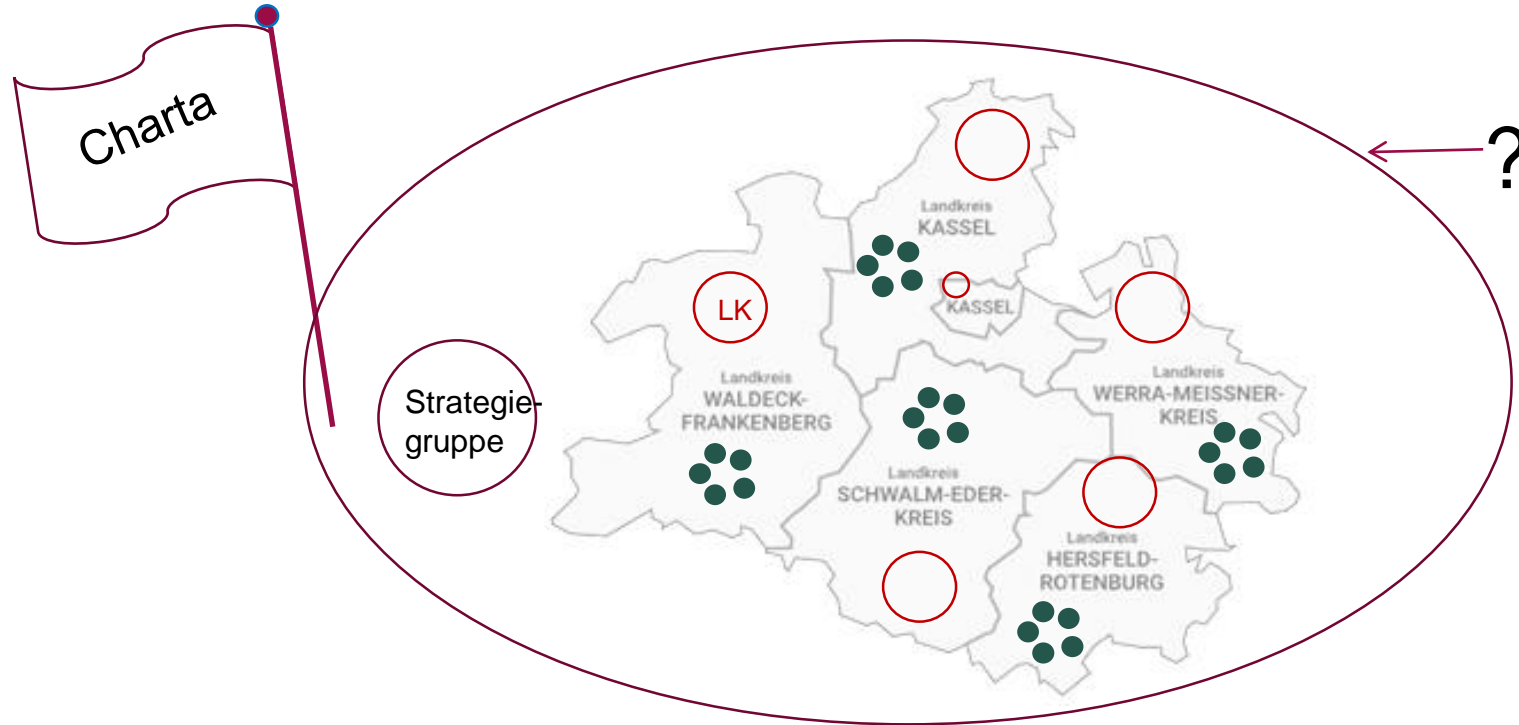 Charta
?
Landkreis
KASSEL
KASSEL
LK
Landkreis
WALDECK-
FRANKENBERG
Landkreis
WERRA-MEISSNER-
KREIS
Strategie-
gruppe
Landkreis
SCHWALM-EDER-
KREIS
Landkreis
HERSFELD-
ROTENBURG